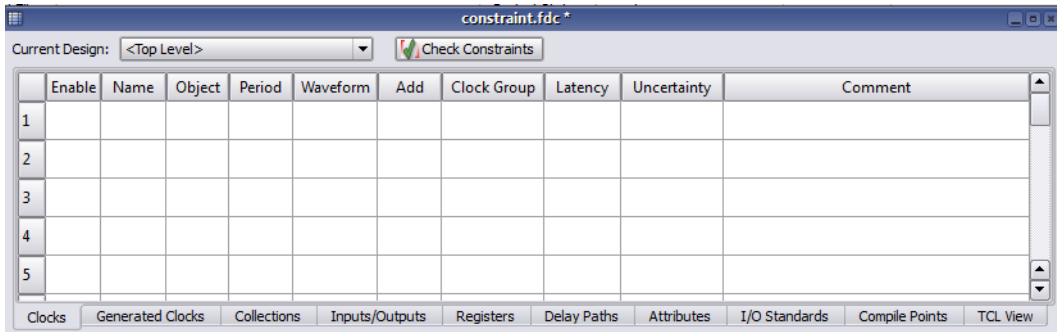 constraint.fdc *
Current Design: <Top Level> Check Constraints
Enable Name Object Period Waveform Add Clock Group Latency Uncertainty Comment
1
2
3
4
5
Clocks Generated Clocks Collections Inputs/Outputs Registers Delay Paths Attributes I/O Standards Compile Points TCL View